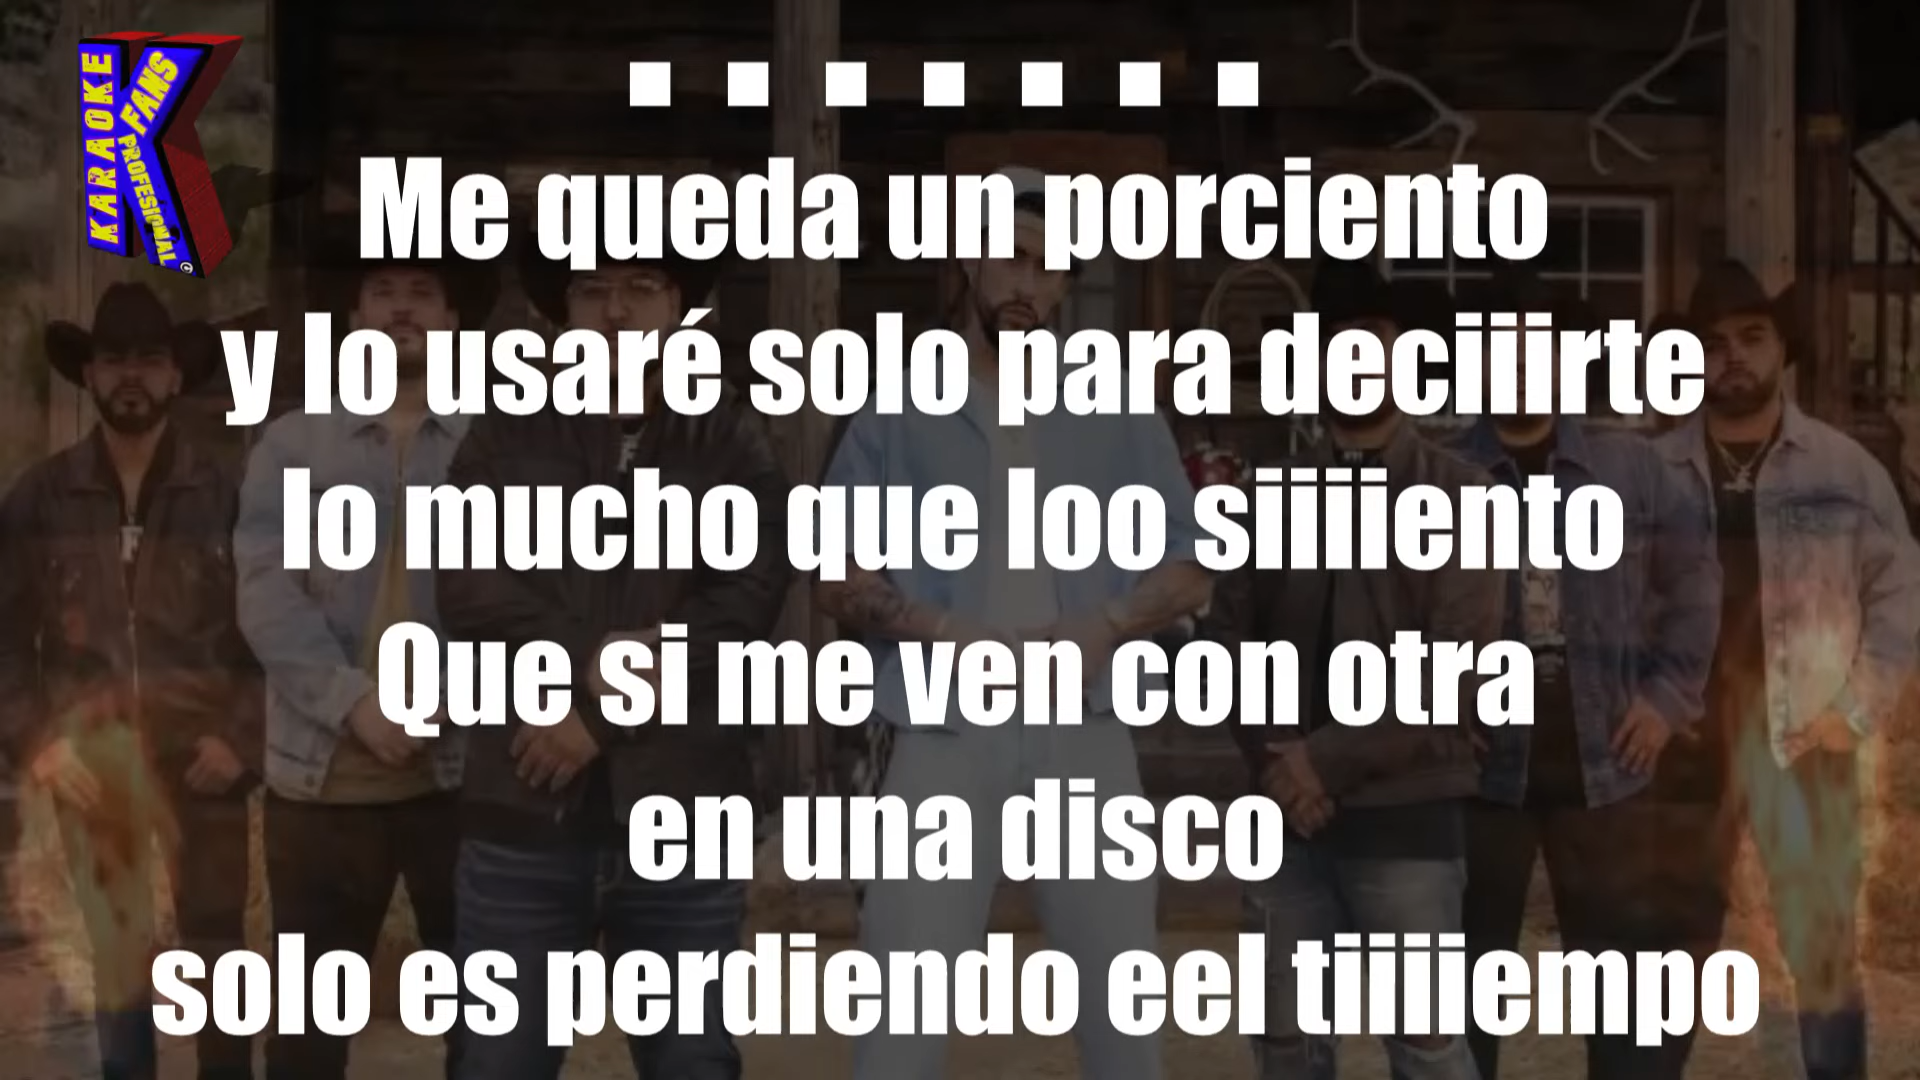 KARAOKE
FANS
PROFESIONAL
©
Me queda un porciento
y lo usaré solo para deciiirte
lo mucho que loo siiiiento
Que si me ven con otra
en una disco
solo es perdiendo eel tiiiiempo